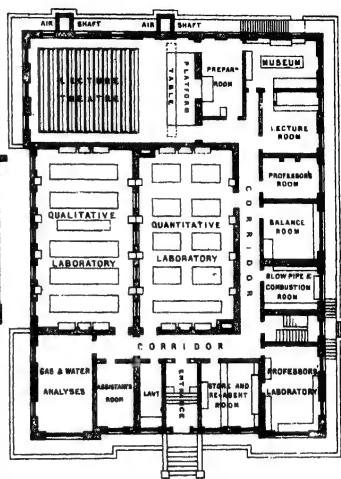 AIR SHAFT
AIR SHAFT
LECTURE
THEATRE
TABLE
PLATFORM
PREPARN
ROOM
MUSEUM
LECTURE
ROOM
PROFESSOR'S
ROOM
BALANCE
ROOM
BLOW PIPE &
COMBUSTION
ROOM
CORRIDOR
QUALITATIVE
LABORATORY
QUANTITATIVE
LABORATORY
CORRIDOR
GAS & WATER
ANALYSES
ASSISTANTS
ROOM
LAVY
ENTRANCE
STORE AND
RE-AGENT
ROOM
PROFESSORS
LABORATORY